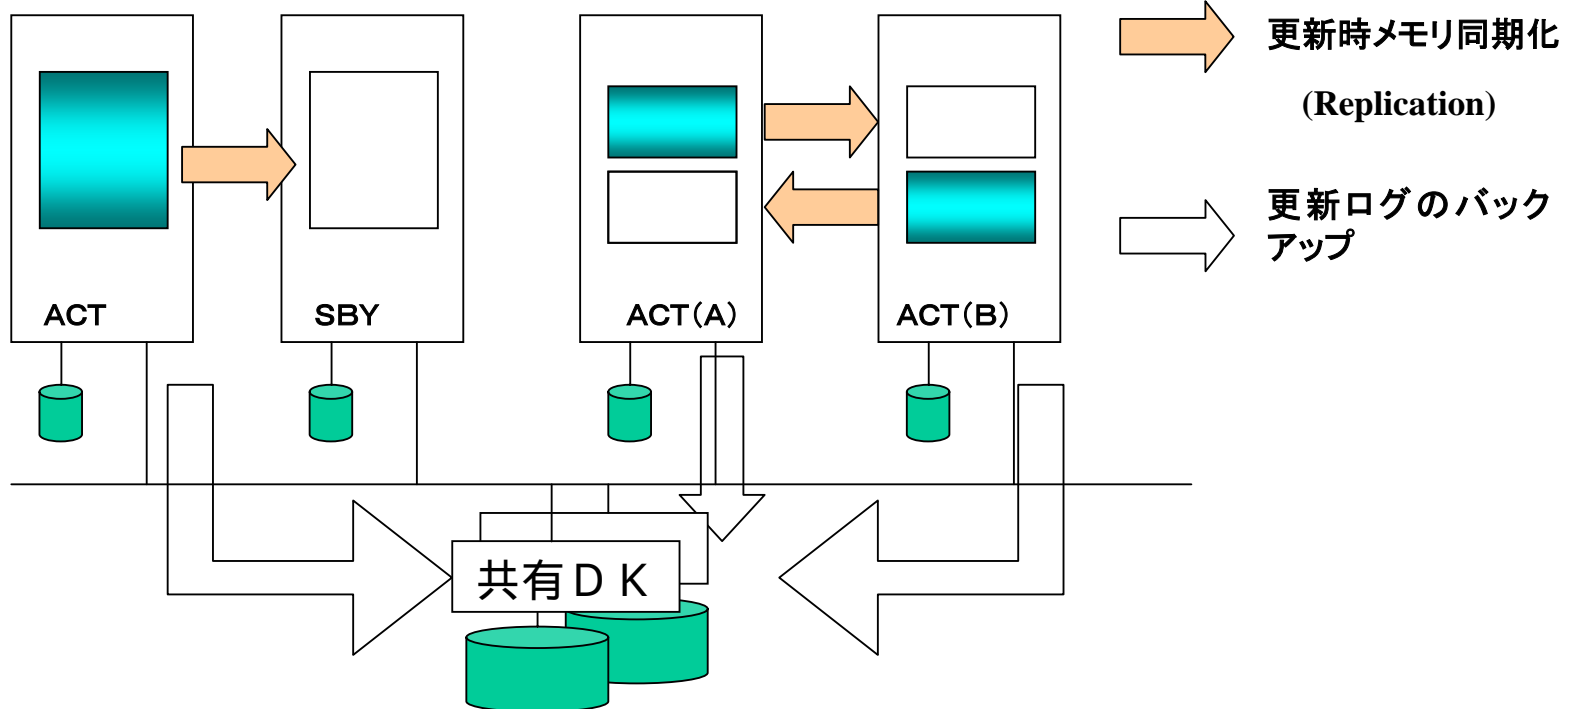 更新時メモリ同期化
(Replication)
更新ログのバック
アップ
ACT
SBY
ACT(A)
ACT(B)
共有DK